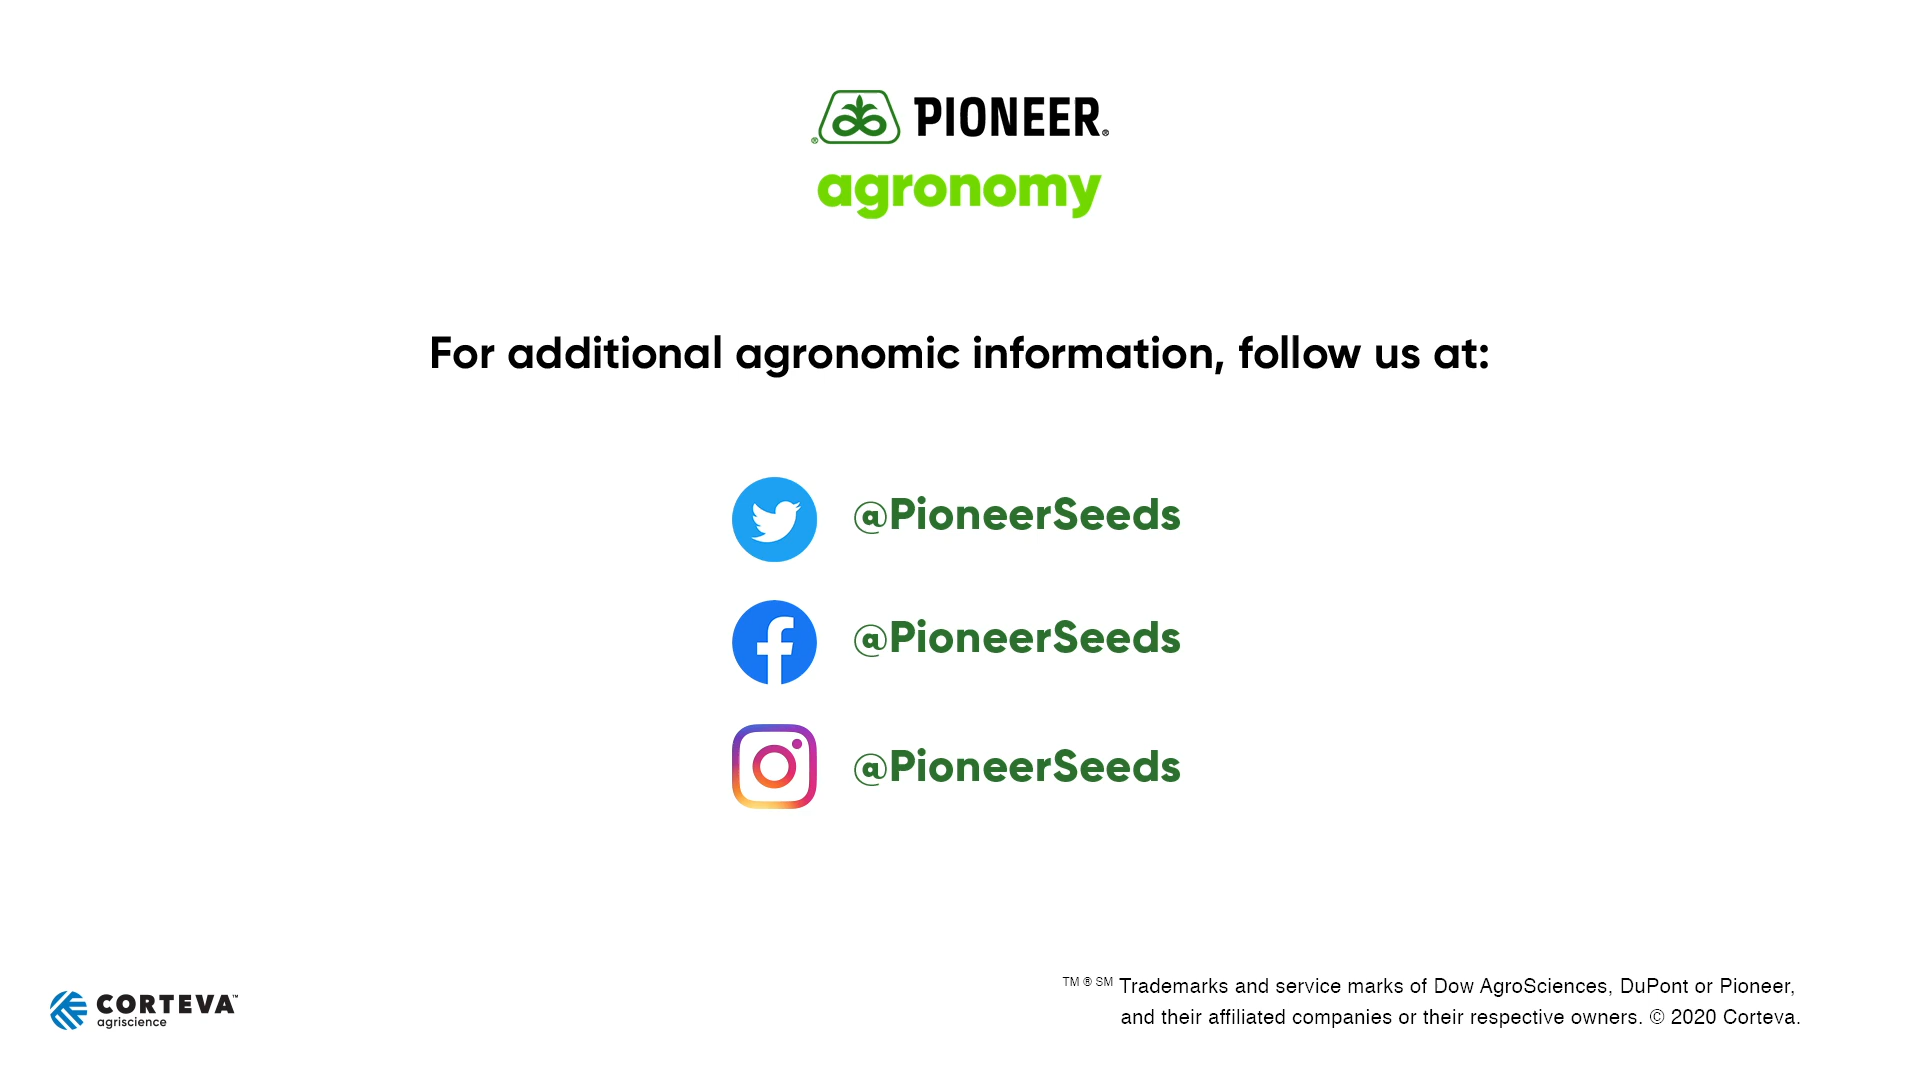 PIONEER®
agronomy
For additional agronomic information, follow us at:
@PioneerSeeds
@PioneerSeeds
@PioneerSeeds
CORTEVA™
agriscience
TM ® SM Trademarks and service marks of Dow AgroSciences, DuPont or Pioneer,
and their affiliated companies or their respective owners. © 2020 Corteva.